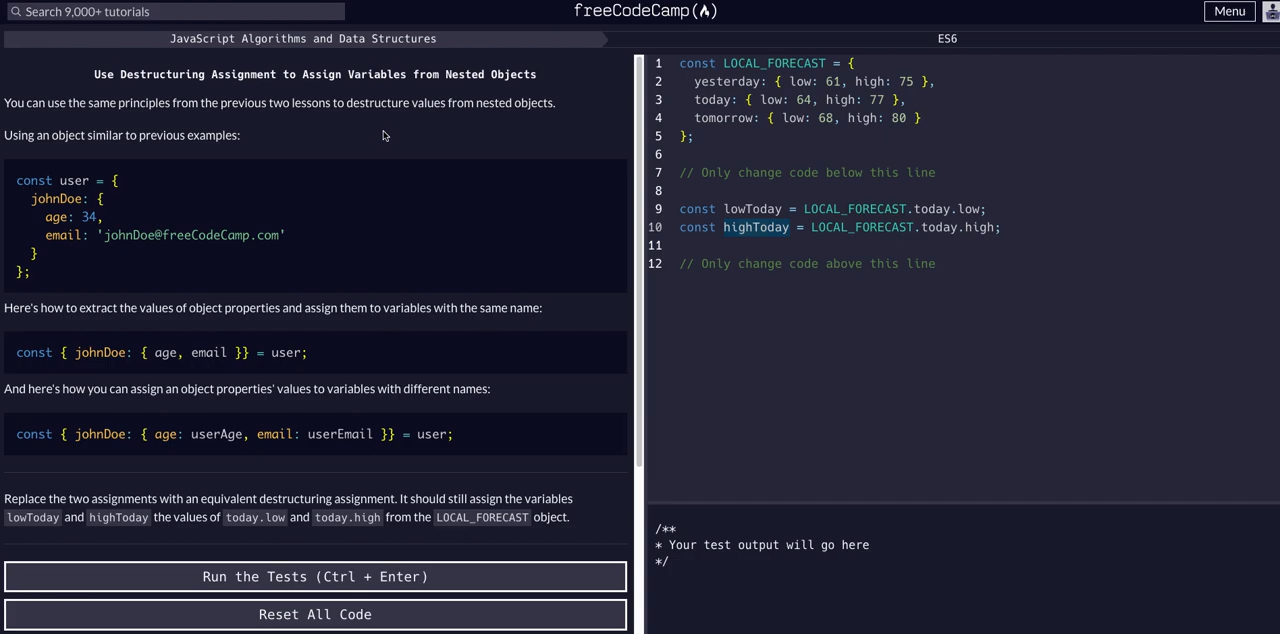 Search 9,000+ tutorials
freeCodeCamp
Menu
JavaScript Algorithms and Data Structures
ES6
Use Destructuring Assignment to Assign Variables from Nested Objects
You can use the same principles from the previous two lessons to destructure values from nested objects.
Using an object similar to previous examples:
const user = {
  johnDoe: {
    age: 34,
    email: 'johnDoe@freeCodeCamp.com'
  }
};
Here's how to extract the values of object properties and assign them to variables with the same name:
const { johnDoe: { age, email }} = user;
And here's how you can assign an object properties' values to variables with different names:
const { johnDoe: { age: userAge, email: userEmail }} = user;
Replace the two assignments with an equivalent destructuring assignment. It should still assign the variables
lowToday and highToday the values of today.low and today.high from the LOCAL_FORECAST object.
Run the Tests (Ctrl + Enter)
Reset All Code
1 const LOCAL_FORECAST = {
2   yesterday: { low: 61, high: 75 },
3   today: { low: 64, high: 77 },
4   tomorrow: { low: 68, high: 80 }
5 };
6
7 // Only change code below this line
8
9 const lowToday = LOCAL_FORECAST.today.low;
10 const highToday = LOCAL_FORECAST.today.high;
11
12 // Only change code above this line
/**
* Your test output will go here
*/